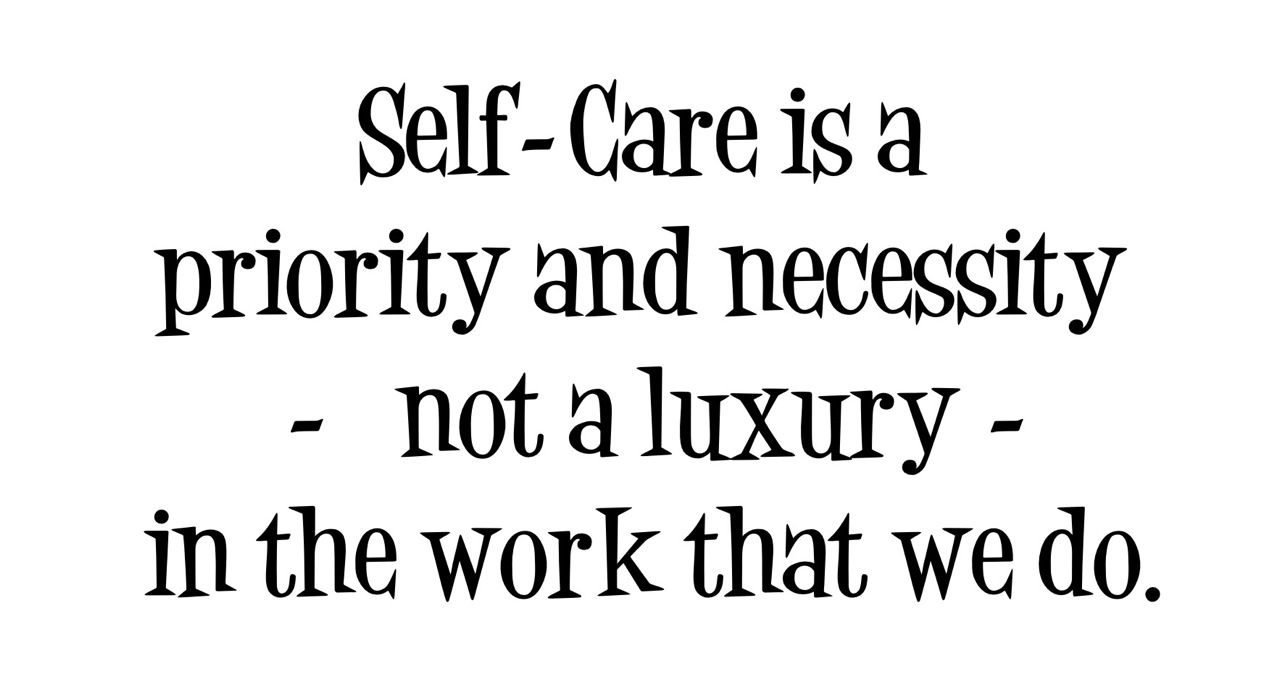 Self-Care is a
priority and necessity
- not a luxury -
in the work that we do.